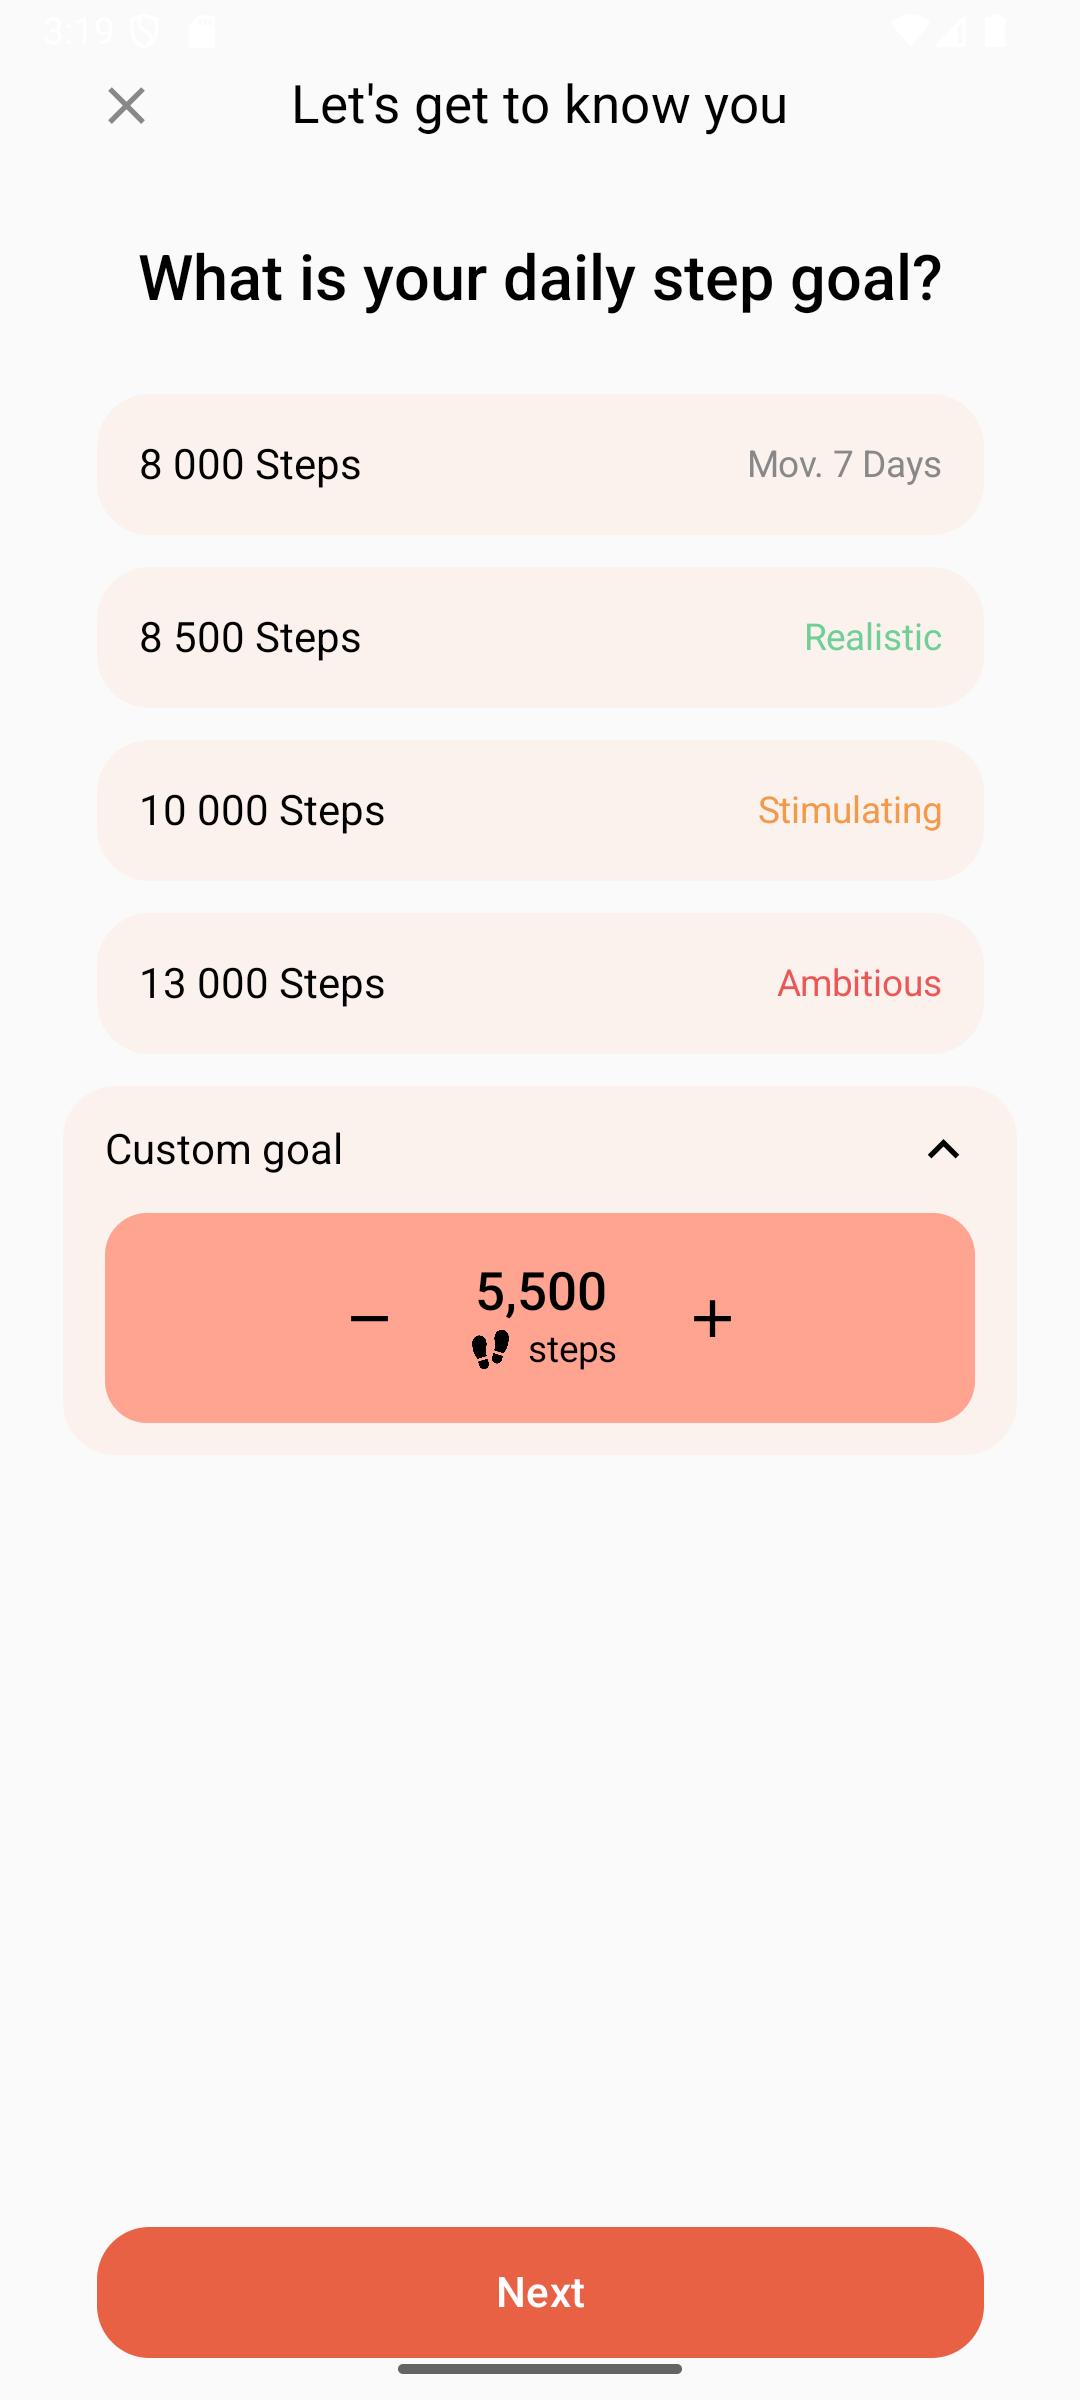 3:19
Let's get to know you
What is your daily step goal?
8 000 Steps Mov. 7 Days
8 500 Steps Realistic
10 000 Steps Stimulating
13 000 Steps Ambitious
Custom goal
5,500
steps
Next